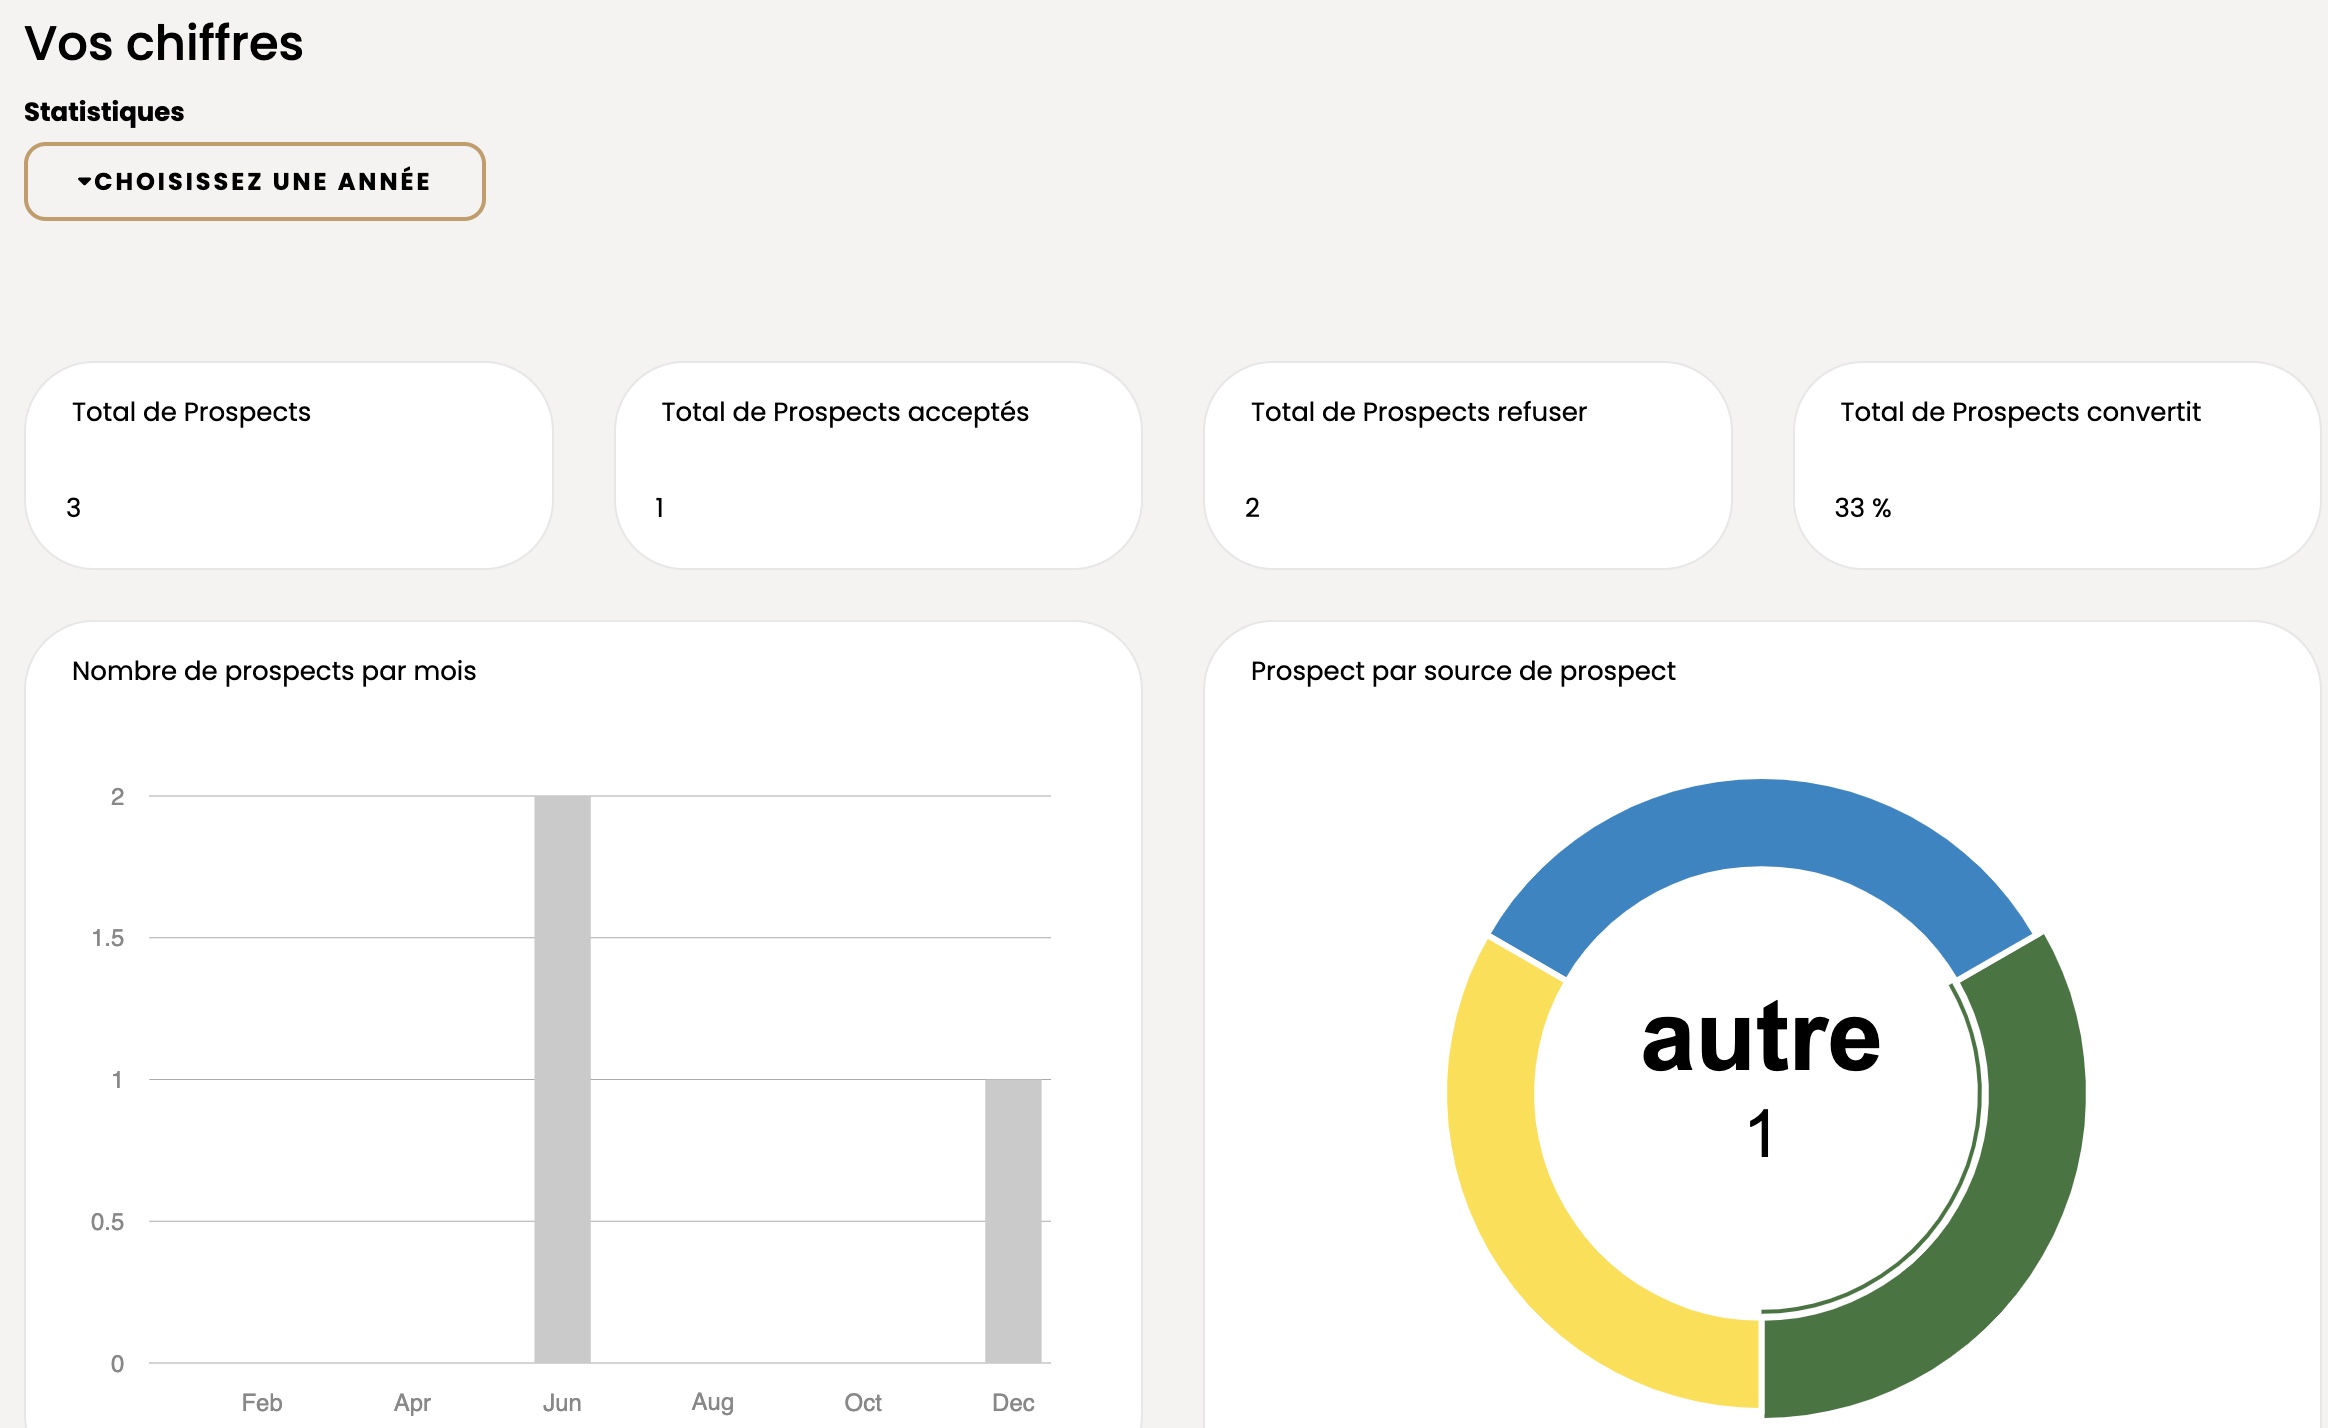 Vos chiffres
Statistiques
CHOISISSEZ UNE ANNÉE
Total de Prospects
3
Total de Prospects acceptés
1
Total de Prospects refuser
2
Total de Prospects convertit
33 %
Nombre de prospects par mois
2
1.5
1
0.5
0
Feb Apr Jun Aug Oct Dec
Prospect par source de prospect
autre
1